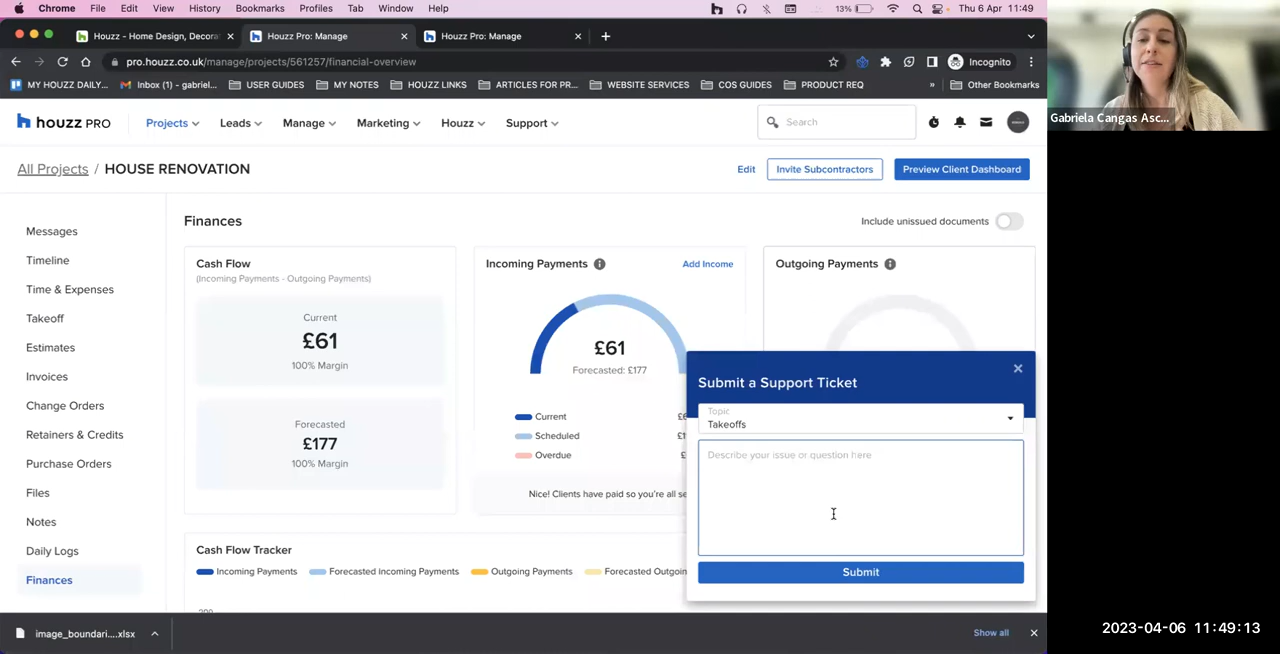 Chrome File Edit View History Bookmarks Profiles Tab Window Help 13% Thu 6 Apr 11:49
Houzz - Home Design, Decora
Houzz Pro: Manage
Houzz Pro: Manage
pro.houzz.co.uk/manage/projects/561257/financial-overview
Incognito
MY HOUZZ DAILY... Inbox (1) - gabriel... USER GUIDES MY NOTES HOUZZ LINKS ARTICLES FOR PR... WEBSITE SERVICES COS GUIDES PRODUCT REQ » Other Bookmarks
houzz PRO
Projects Leads Manage Marketing Houzz Support
Search
All Projects / HOUSE RENOVATION
Edit
Invite Subcontractors
Preview Client Dashboard
Messages
Timeline
Time & Expenses
Takeoff
Estimates
Invoices
Change Orders
Retainers & Credits
Purchase Orders
Files
Notes
Daily Logs
Finances
Finances
Include unissued documents
Cash Flow
(Incoming Payments - Outgoing Payments)
Current
£61
100% Margin
Forecasted
£177
100% Margin
Incoming Payments
Add Income
£61
Forecasted: £177
Current
Scheduled
Overdue
Nice! Clients have paid so you're all se
Outgoing Payments
Submit a Support Ticket
Topic
Takeoffs
Describe your issue or question here
Submit
Cash Flow Tracker
Incoming Payments Forecasted Incoming Payments Outgoing Payments Forecasted Outgoin
200
image_boundari....xlsx
Show all
Gabriela Cangas Asc...
2023-04-06 11:49:13